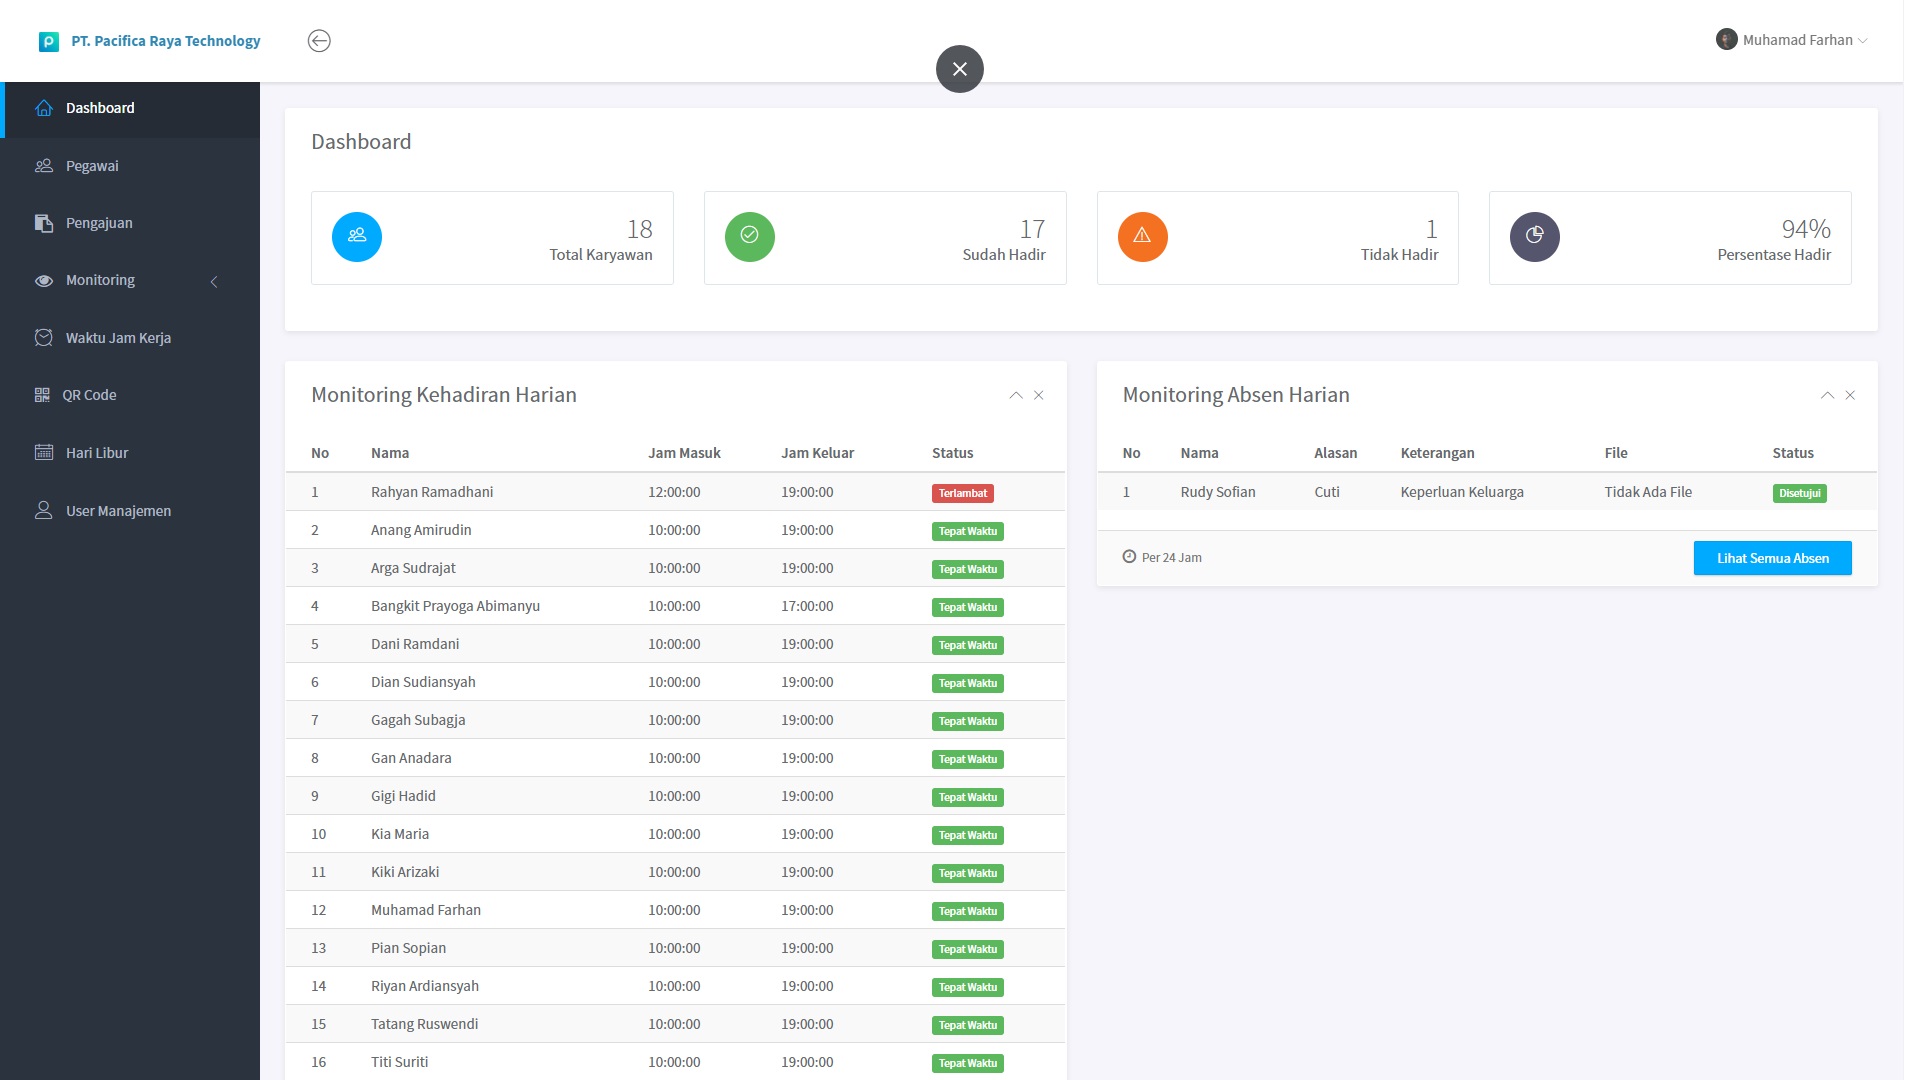 PT. Pacifica Raya Technology
Muhamad Farhan
Dashboard
Pegawai
Pengajuan
Monitoring
Waktu Jam Kerja
QR Code
Hari Libur
User Manajemen
Dashboard
18
Total Karyawan
17
Sudah Hadir
1
Tidak Hadir
94%
Persentase Hadir
Monitoring Kehadiran Harian
No Nama Jam Masuk Jam Keluar Status
1 Rahyan Ramadhani 12:00:00 19:00:00 Terlambat
2 Anang Amirudin 10:00:00 19:00:00 Tepat Waktu
3 Arga Sudrajat 10:00:00 19:00:00 Tepat Waktu
4 Bangkit Prayoga Abimanyu 10:00:00 17:00:00 Tepat Waktu
5 Dani Ramdani 10:00:00 19:00:00 Tepat Waktu
6 Dian Sudiansyah 10:00:00 19:00:00 Tepat Waktu
7 Gagah Subagja 10:00:00 19:00:00 Tepat Waktu
8 Gan Anadara 10:00:00 19:00:00 Tepat Waktu
9 Gigi Hadid 10:00:00 19:00:00 Tepat Waktu
10 Kia Maria 10:00:00 19:00:00 Tepat Waktu
11 Kiki Arizaki 10:00:00 19:00:00 Tepat Waktu
12 Muhamad Farhan 10:00:00 19:00:00 Tepat Waktu
13 Pian Sopian 10:00:00 19:00:00 Tepat Waktu
14 Riyan Ardiansyah 10:00:00 19:00:00 Tepat Waktu
15 Tatang Ruswendi 10:00:00 19:00:00 Tepat Waktu
16 Titi Suriti 10:00:00 19:00:00 Tepat Waktu
Monitoring Absen Harian
No Nama Alasan Keterangan File Status
1 Rudy Sofian Cuti Keperluan Keluarga Tidak Ada File Disetujui
Per 24 Jam
Lihat Semua Absen